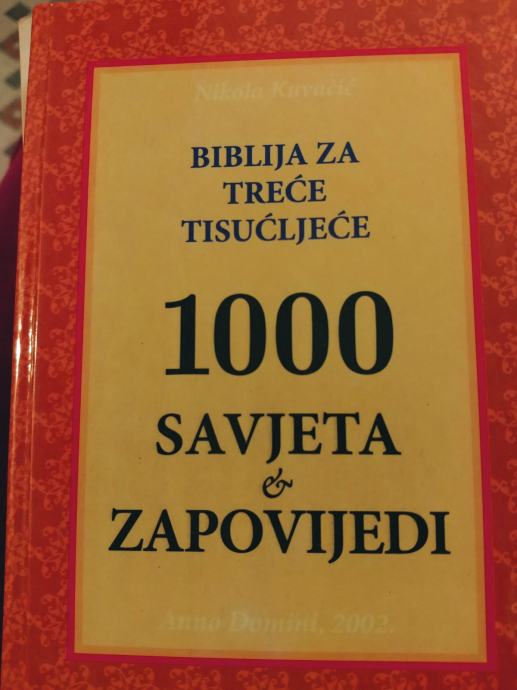 Nikola Kuvačić
BIBLIJA ZA
TREĆE
TISUĆLJEĆE
1000
SAVJETA
&
ZAPOVIJEDI
Anno Domini, 2002.